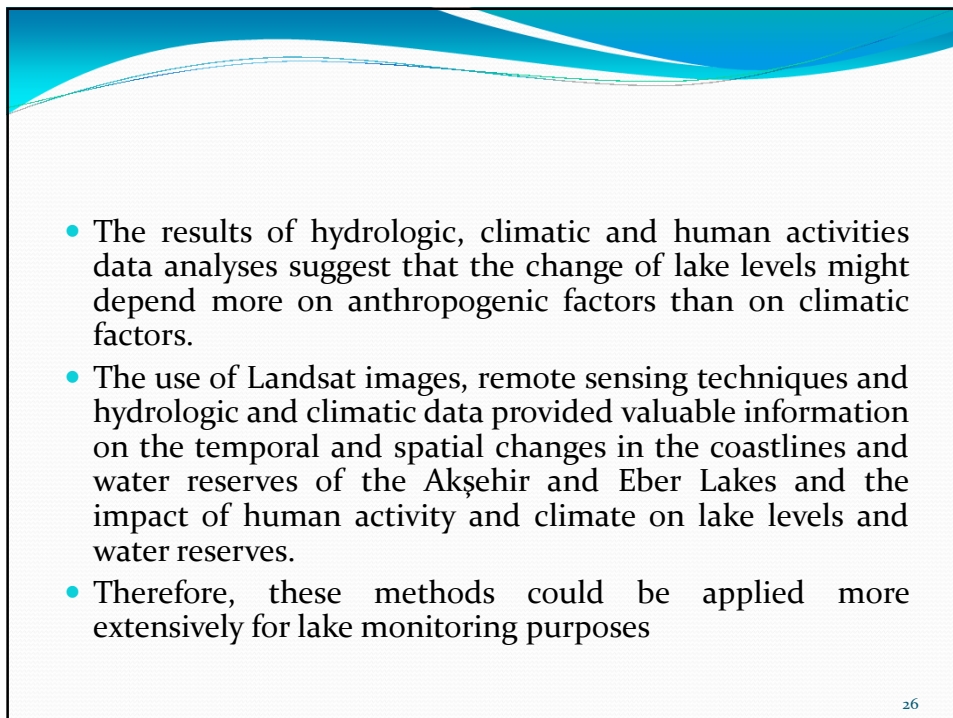 • The results of hydrologic, climatic and human activities
data analyses suggest that the change of lake levels might
depend more on anthropogenic factors than on climatic
factors.
• The use of Landsat images, remote sensing techniques and
hydrologic and climatic data provided valuable information
on the temporal and spatial changes in the coastlines and
water reserves of the Akşehir and Eber Lakes and the
impact of human activity and climate on lake levels and
water reserves.
• Therefore, these methods could be applied more
extensively for lake monitoring purposes
26